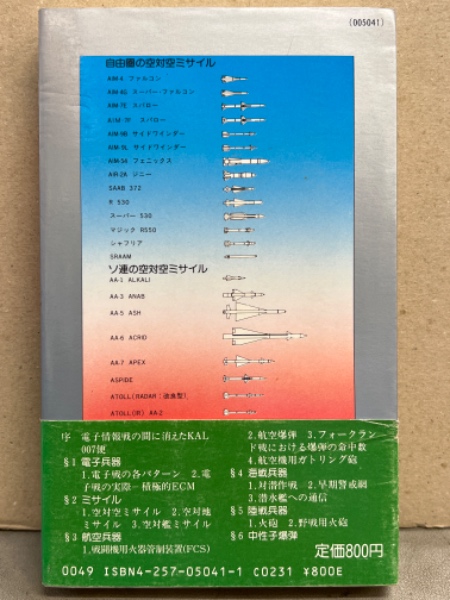 (005041)
自由圏の空対空ミサイル
AIM-4 ファルコン
AIM-4G スーパー・ファルコン
AIM-7E スパロー
AIM-7F スパロー
AIM-9B サイドワインダー
AIM-9L サイドワインダー
AIM-54 フェニックス
AIR-2A ジニー
SAAB 372
R 530
スーパー 530
マジック R550
シャフリア
SRAAM
ソ連の空対空ミサイル
AA-1 ALKALI
AA-3 ANAB
AA-5 ASH
AA-6 ACRID
AA-7 APEX
ASPIDE
ATOLL(RADAR:改良型)
ATOLL(IR) AA-2
序 電子情報戦の闇に消えたKAL
007便
§1 電子兵器
1.電子戦の各パターン 2.電
子戦の実際―積極的ECM
§2 ミサイル
1.空対空ミサイル 2.空対地
ミサイル 3.空対艦ミサイル
§3 航空兵器
1.戦闘機用火器管制装置(FCS)
2.航空爆弾 3.フォークラン
ド戦における爆弾の命中数
4.航空機用ガトリング砲
§4 海戦兵器
1.対潜作戦 2.早期警戒網
3.潜水艦への通信
§5 陸戦兵器
1.火砲 2.野戦用火砲
§6 中性子爆弾
定価800円
0049 ISBN4-257-05041-1 C0231 ¥800E